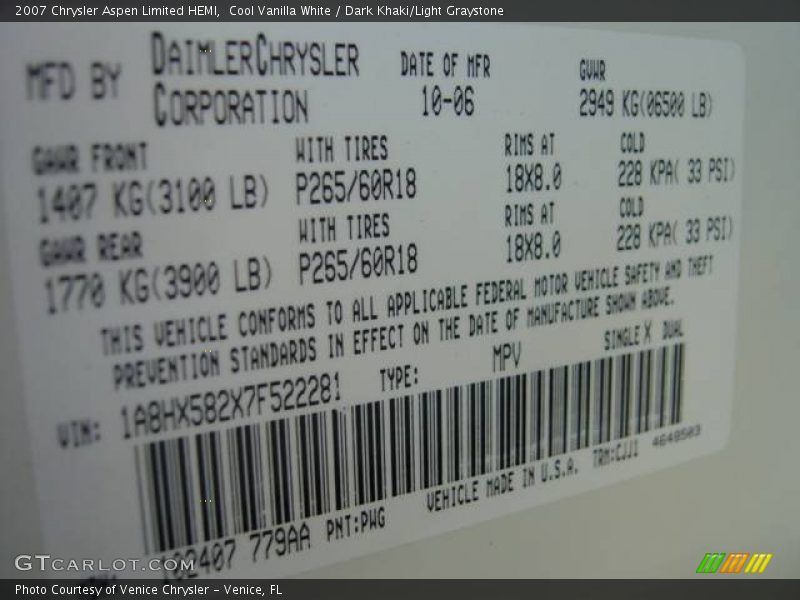 2007 Chrysler Aspen Limited HEMI, Cool Vanilla White / Dark Khaki/Light Graystone
MFD BY DAIMLERCHRYSLER CORPORATION DATE OF MFR 10-06 GVWR 2949 KG(06500 LB)
GAWR FRONT WITH TIRES RIMS AT COLD
1407 KG(3100 LB) P265/60R18 18X8.0 228 KPA( 33 PSI)
GAWR REAR WITH TIRES RIMS AT COLD
1770 KG(3900 LB) P265/60R18 18X8.0 228 KPA( 33 PSI)
THIS VEHICLE CONFORMS TO ALL APPLICABLE FEDERAL MOTOR VEHICLE SAFETY AND THEFT
PREVENTION STANDARDS IN EFFECT ON THE DATE OF MANUFACTURE SHOWN ABOVE.
VIN: 1A8HX582X7F522281 TYPE: MPV SINGLE X DUAL
102407 779AA PNT:PWG VEHICLE MADE IN U.S.A. TRM:CJJ1 4648503
GTCARLOT.COM
Photo Courtesy of Venice Chrysler - Venice, FL